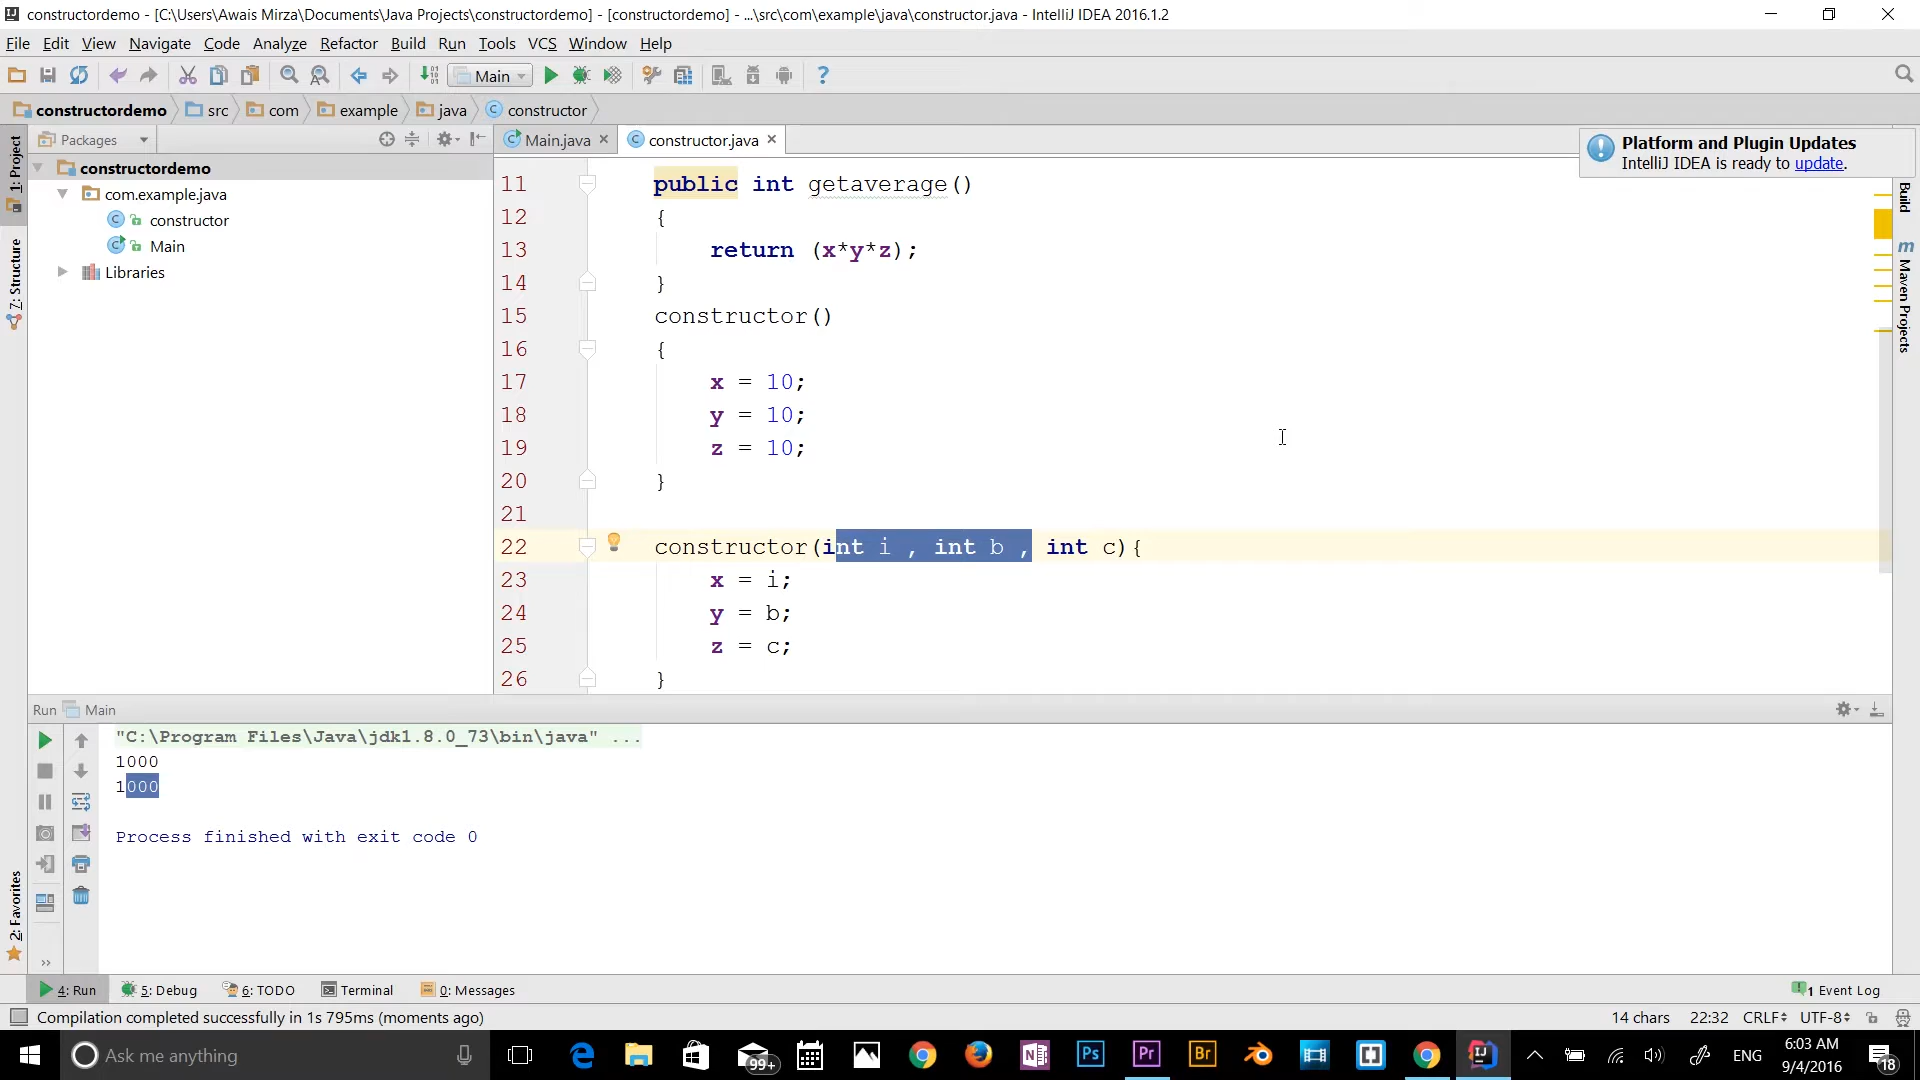 constructordemo - [C:\Users\Awais Mirza\Documents\Java Projects\constructordemo] - [constructordemo] - ...\src\com\example\java\constructor.java - IntelliJ IDEA 2016.1.2
File Edit View Navigate Code Analyze Refactor Build Run Tools VCS Window Help
Main
constructordemo src com example java constructor
1: Project
7: Structure
2: Favorites
Packages
constructordemo
com.example.java
constructor
Main
Libraries
Main.java constructor.java
Platform and Plugin Updates
IntelliJ IDEA is ready to update.
Build
Maven Projects
11 public int getaverage()
12 {
13 return (x*y*z);
14 }
15 constructor()
16 {
17 x = 10;
18 y = 10;
19 z = 10;
20 }
21
22 constructor(int i , int b , int c){
23 x = i;
24 y = b;
25 z = c;
26 }
Run Main
"C:\Program Files\Java\jdk1.8.0_73\bin\java" ...
1000
1000
Process finished with exit code 0
4: Run 5: Debug 6: TODO Terminal 0: Messages 1 Event Log
Compilation completed successfully in 1s 795ms (moments ago) 14 chars 22:32 CRLF UTF-8
Ask me anything 99+ Ps Pr Br ENG 6:03 AM
9/4/2016 18